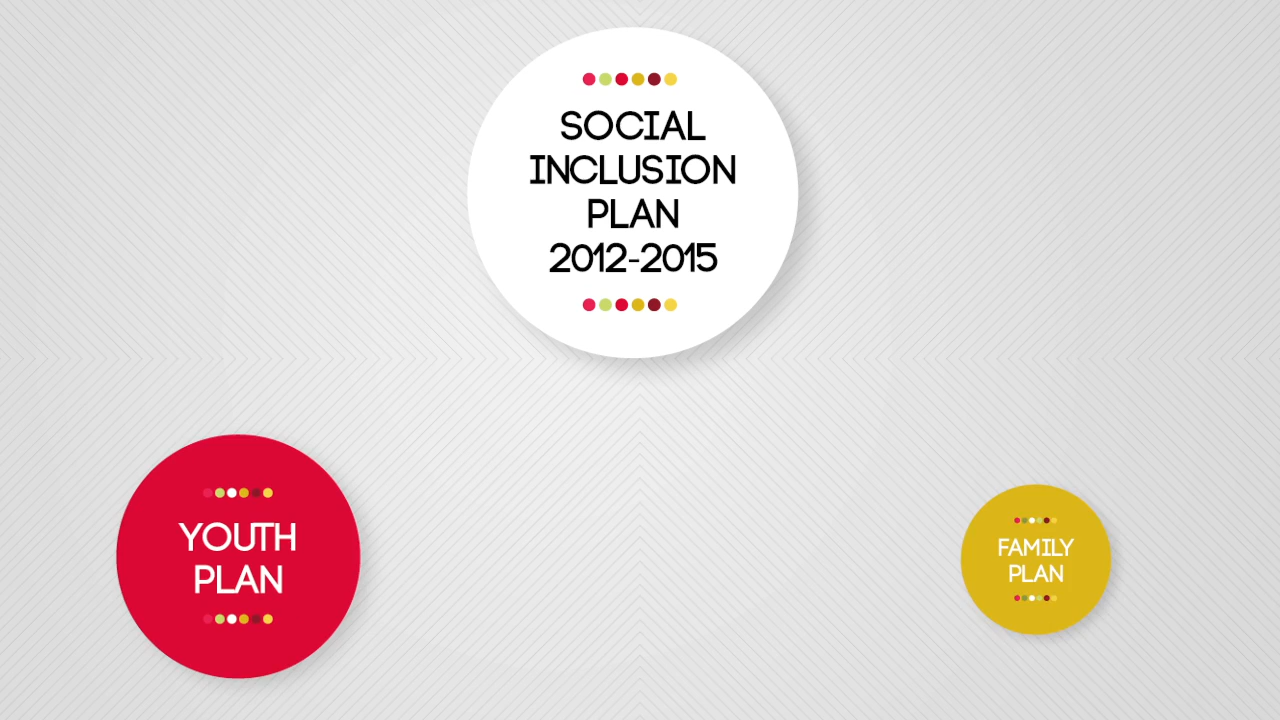 SOCIAL
INCLUSION
PLAN
2012-2015
YOUTH
PLAN
FAMILY
PLAN